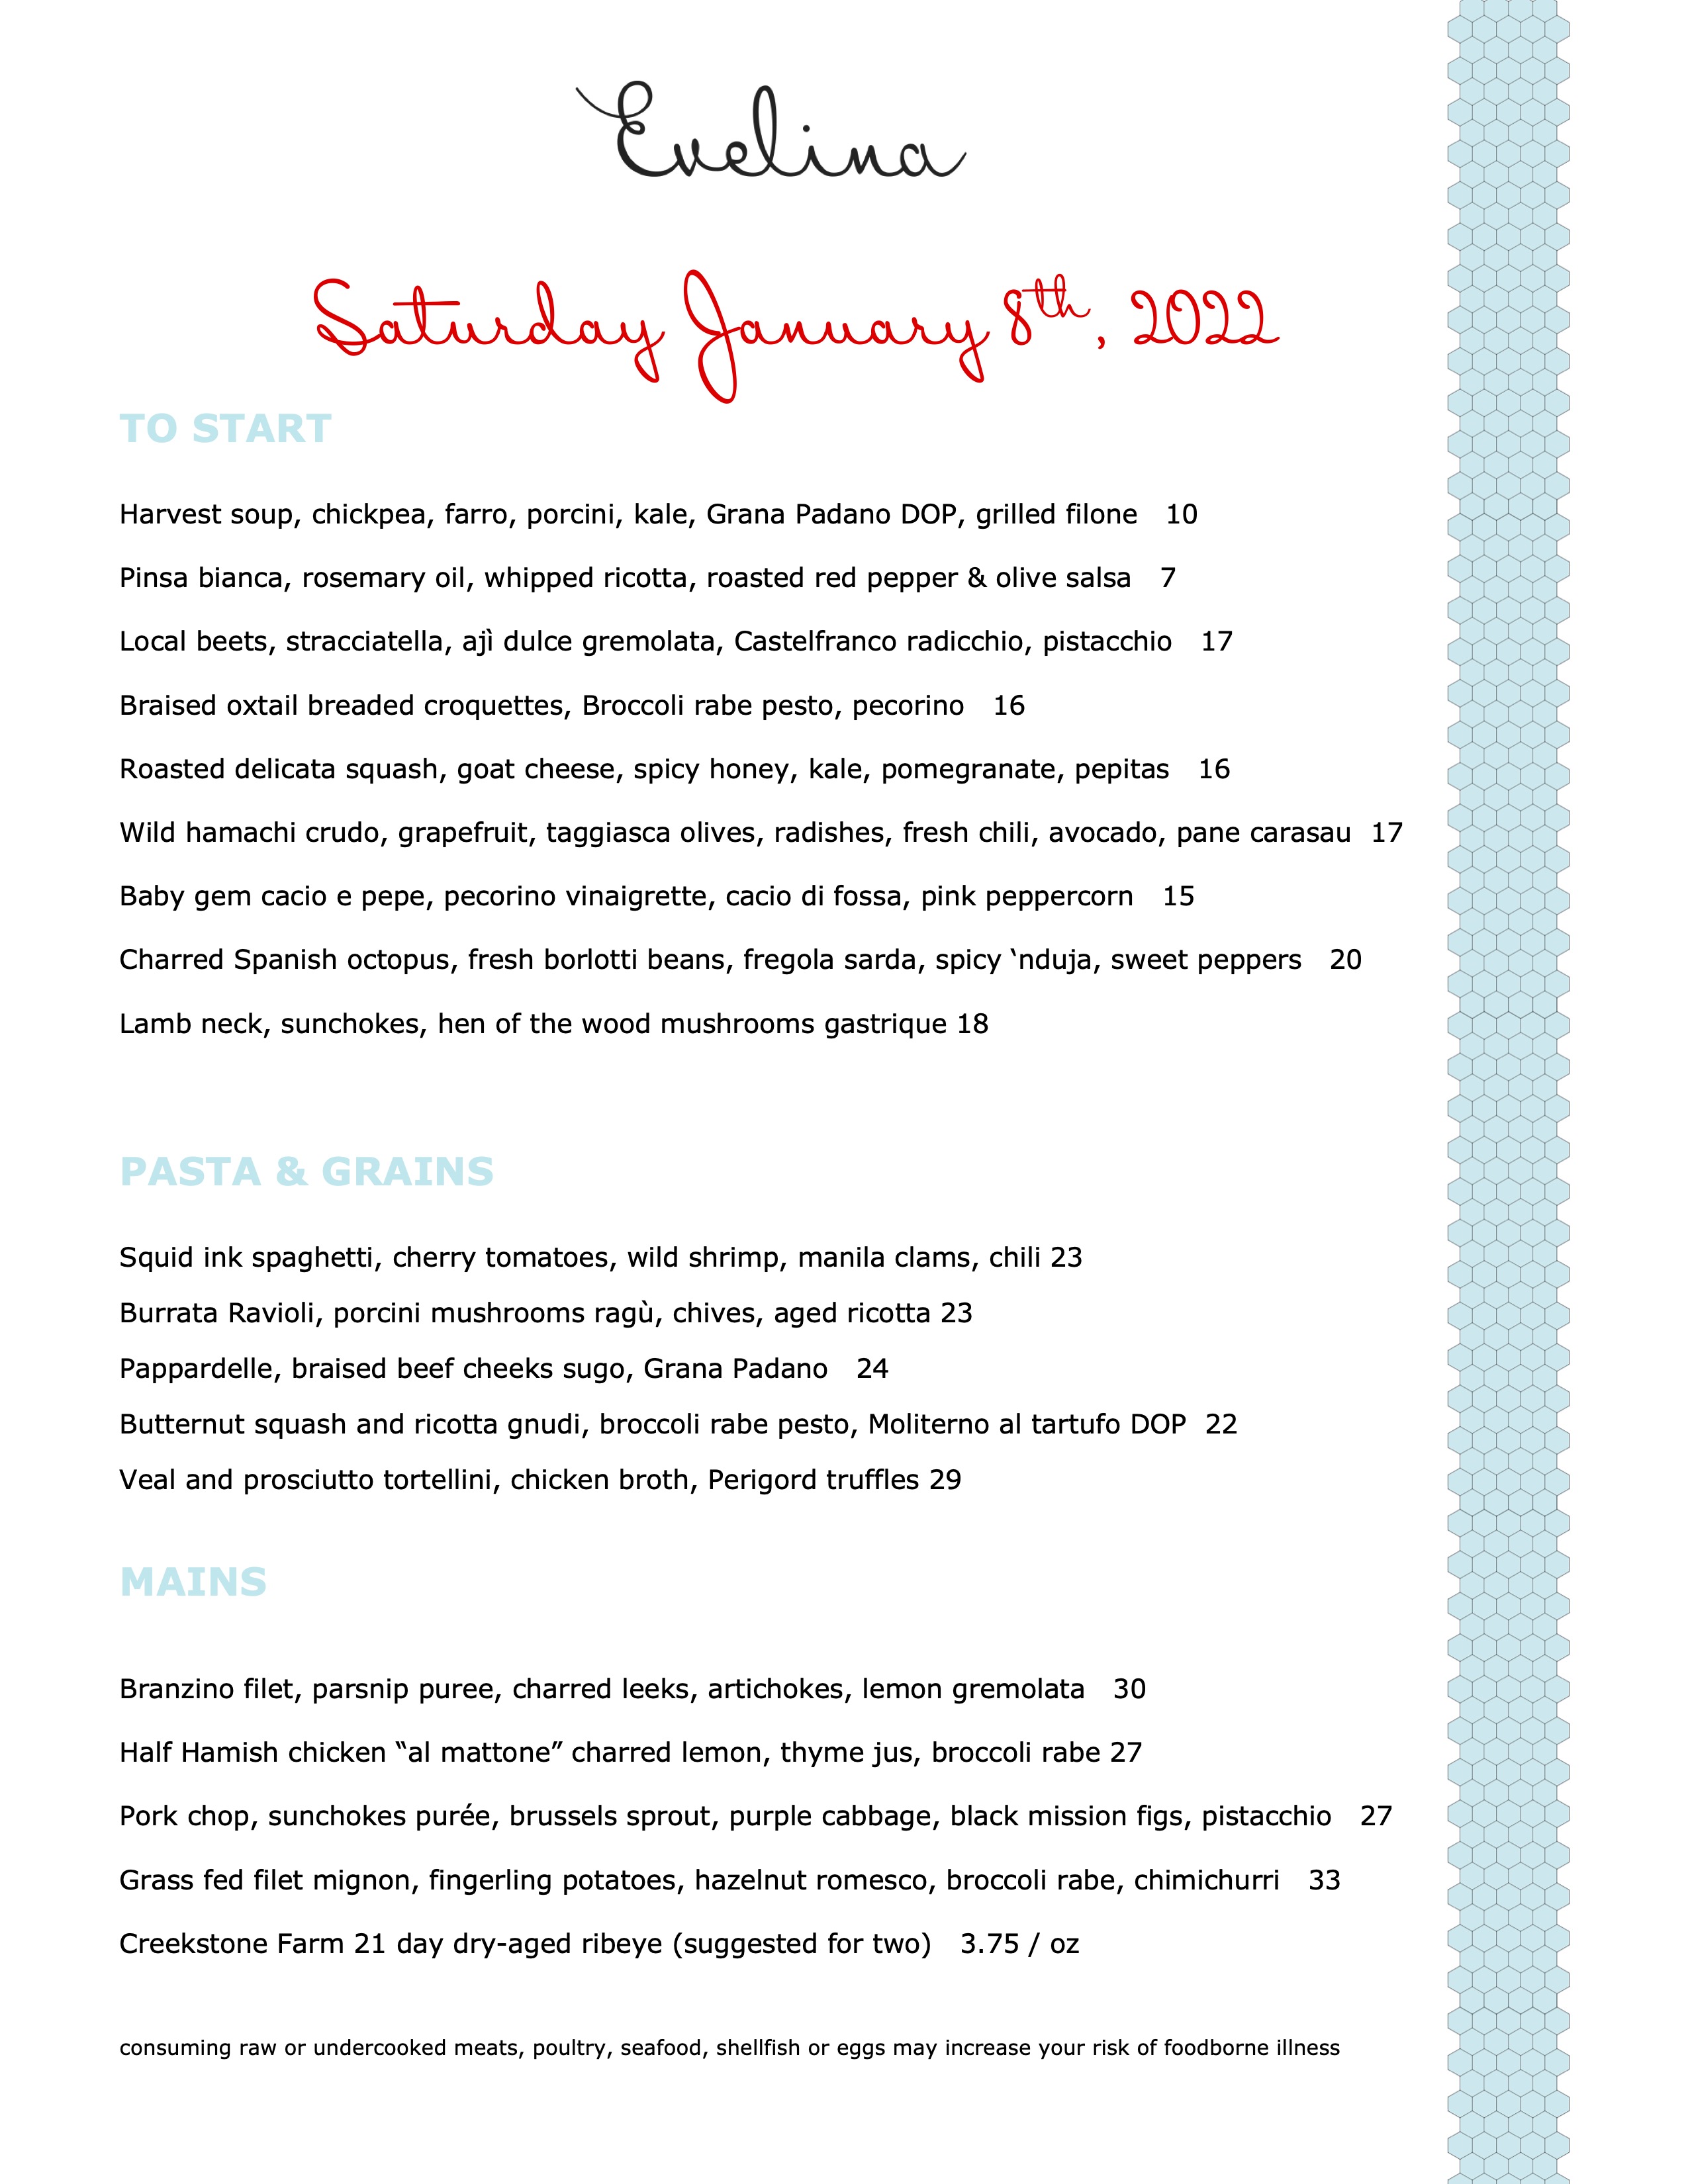 Evelina
Saturday January 8th, 2022
TO START
Harvest soup, chickpea, farro, porcini, kale, Grana Padano DOP, grilled filone 10
Pinsa bianca, rosemary oil, whipped ricotta, roasted red pepper & olive salsa 7
Local beets, stracciatella, ajì dulce gremolata, Castelfranco radicchio, pistacchio 17
Braised oxtail breaded croquettes, Broccoli rabe pesto, pecorino 16
Roasted delicata squash, goat cheese, spicy honey, kale, pomegranate, pepitas 16
Wild hamachi crudo, grapefruit, taggiasca olives, radishes, fresh chili, avocado, pane carasau 17
Baby gem cacio e pepe, pecorino vinaigrette, cacio di fossa, pink peppercorn 15
Charred Spanish octopus, fresh borlotti beans, fregola sarda, spicy ‘nduja, sweet peppers 20
Lamb neck, sunchokes, hen of the wood mushrooms gastrique 18
PASTA & GRAINS
Squid ink spaghetti, cherry tomatoes, wild shrimp, manila clams, chili 23
Burrata Ravioli, porcini mushrooms ragù, chives, aged ricotta 23
Pappardelle, braised beef cheeks sugo, Grana Padano 24
Butternut squash and ricotta gnudi, broccoli rabe pesto, Moliterno al tartufo DOP 22
Veal and prosciutto tortellini, chicken broth, Perigord truffles 29
MAINS
Branzino filet, parsnip puree, charred leeks, artichokes, lemon gremolata 30
Half Hamish chicken “al mattone” charred lemon, thyme jus, broccoli rabe 27
Pork chop, sunchokes purée, brussels sprout, purple cabbage, black mission figs, pistacchio 27
Grass fed filet mignon, fingerling potatoes, hazelnut romesco, broccoli rabe, chimichurri 33
Creekstone Farm 21 day dry-aged ribeye (suggested for two) 3.75 / oz
consuming raw or undercooked meats, poultry, seafood, shellfish or eggs may increase your risk of foodborne illness